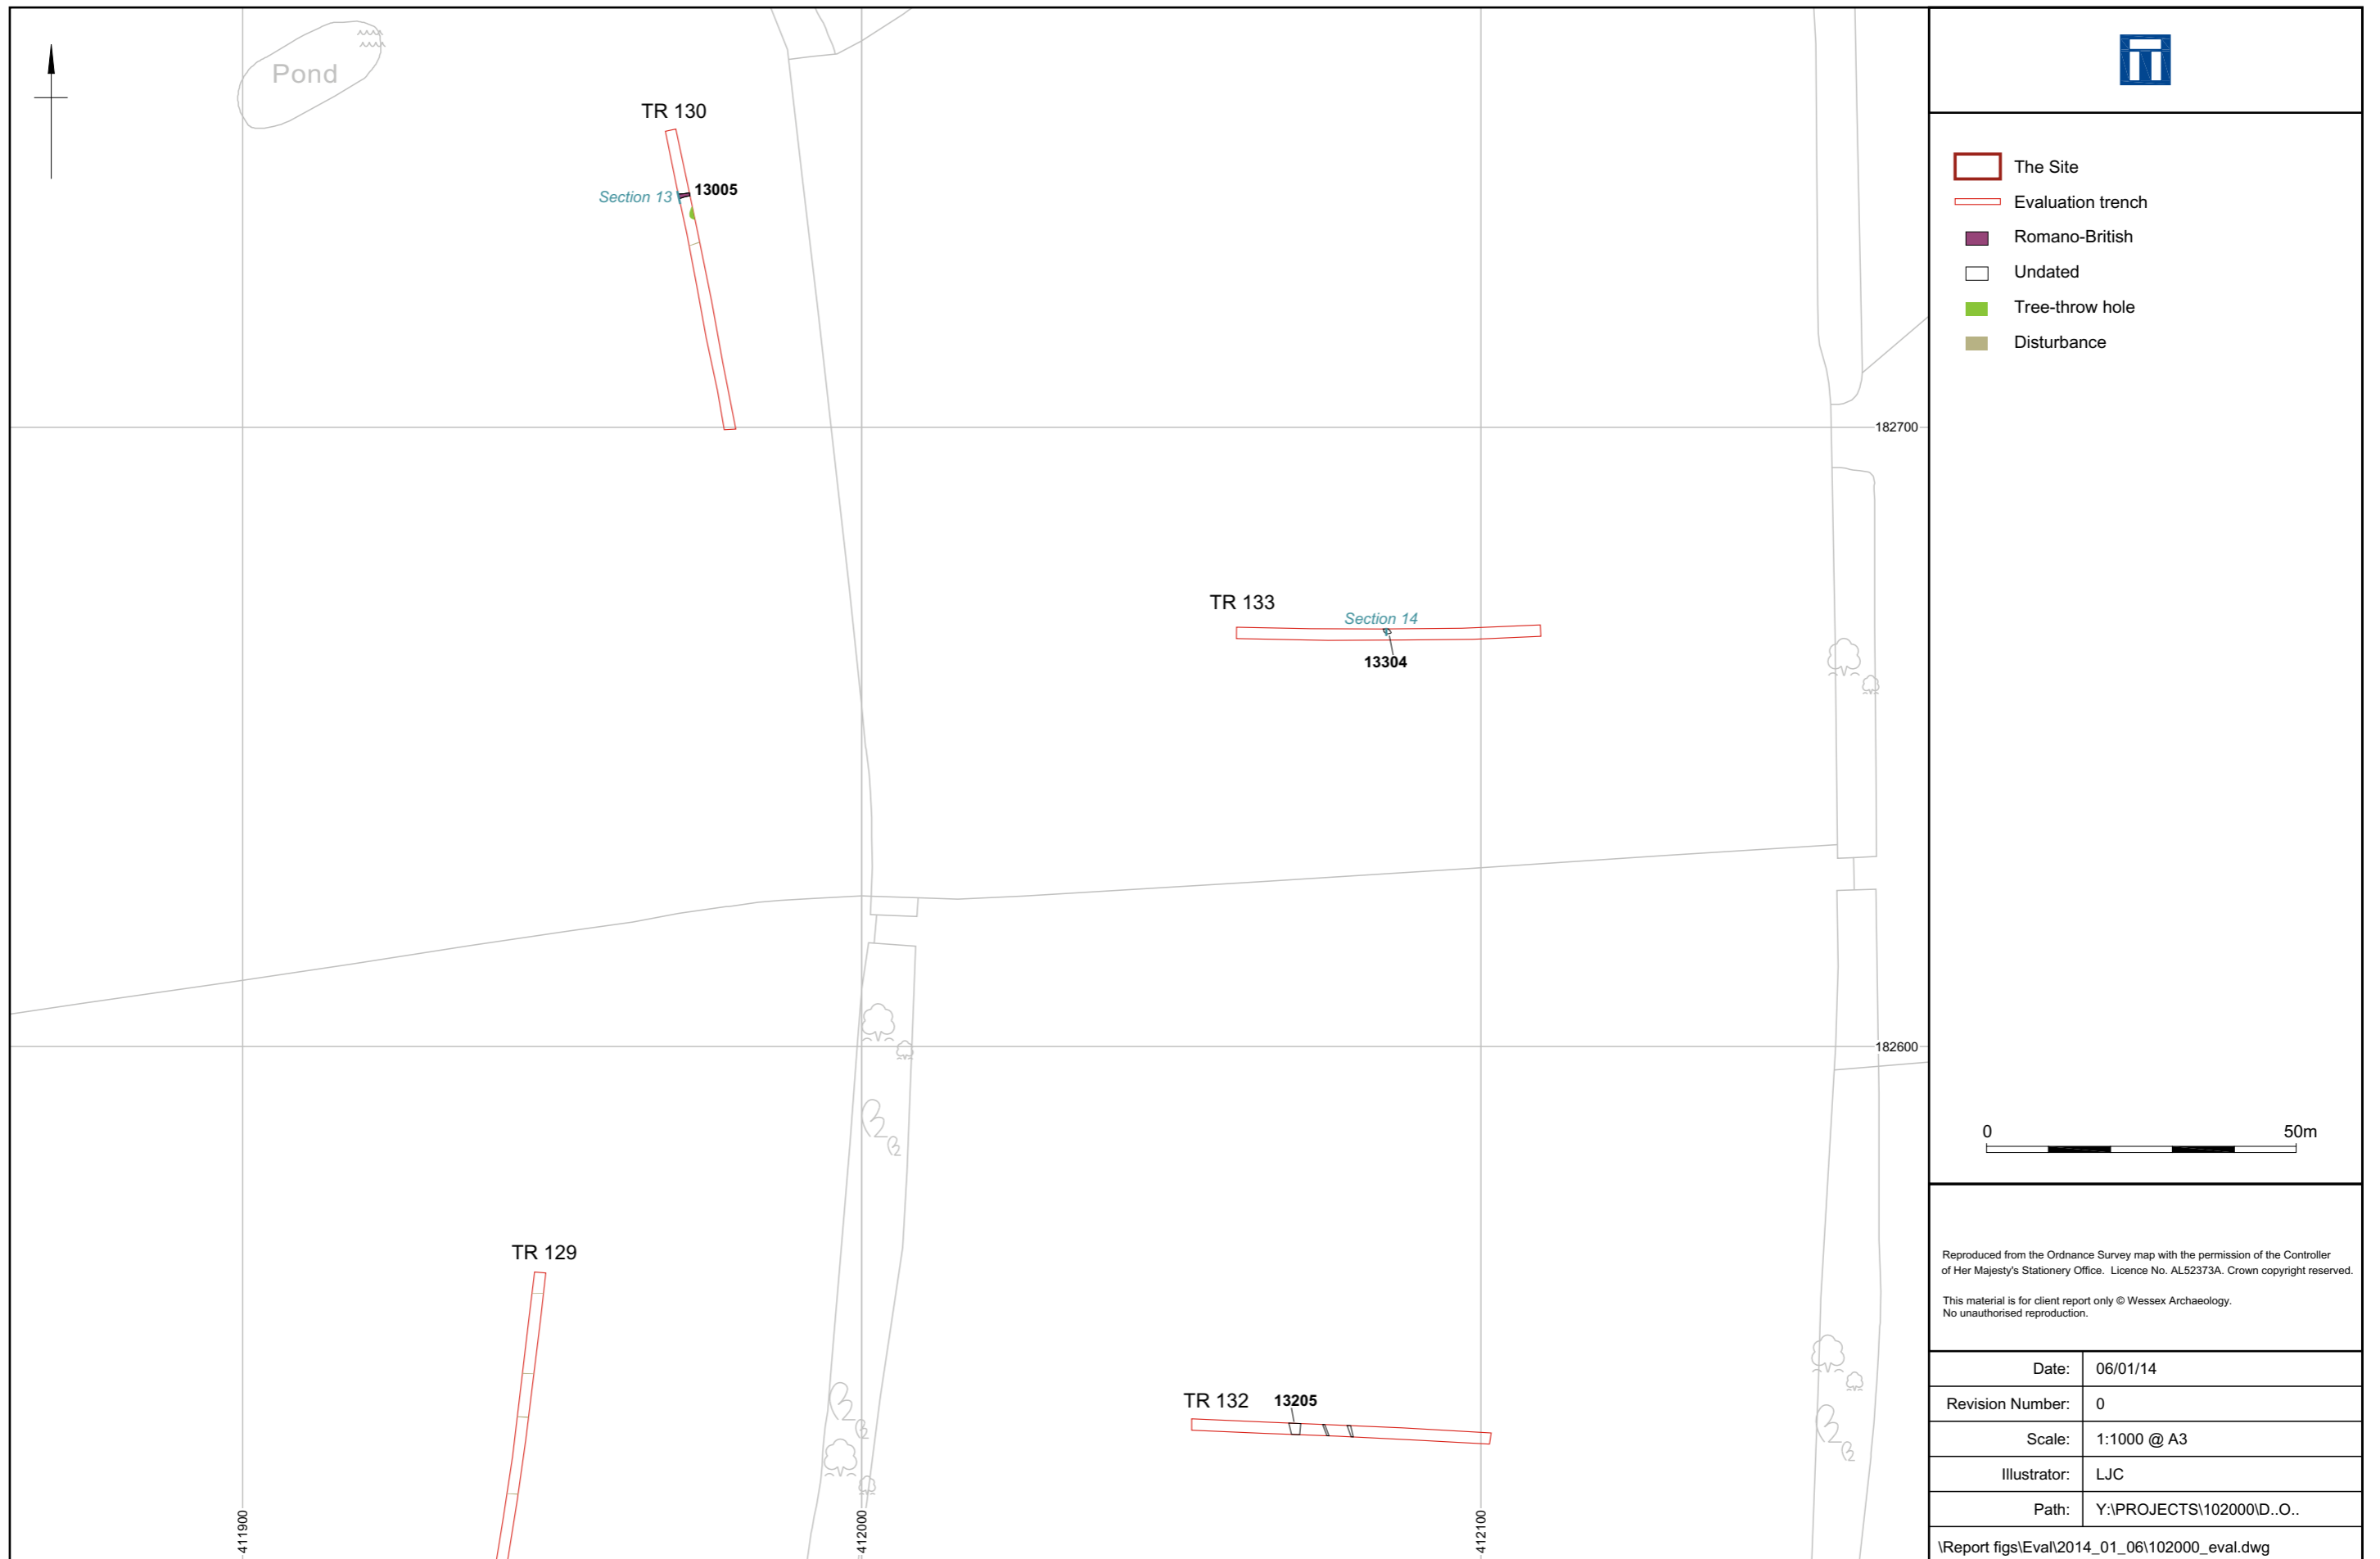 Pond
TR 130
Section 13
13005
182700
TR 133
Section 14
13304
182600
TR 129
TR 132
13205
411900
412000
412100
The Site
Evaluation trench
Romano-British
Undated
Tree-throw hole
Disturbance
0 50m
Reproduced from the Ordnance Survey map with the permission of the Controller
of Her Majesty's Stationery Office. Licence No. AL52373A. Crown copyright reserved.
This material is for client report only © Wessex Archaeology.
No unauthorised reproduction.
Date: 06/01/14
Revision Number: 0
Scale: 1:1000 @ A3
Illustrator: LJC
Path: Y:\PROJECTS\102000\D..O..
\Report figs\Eval\2014_01_06\102000_eval.dwg